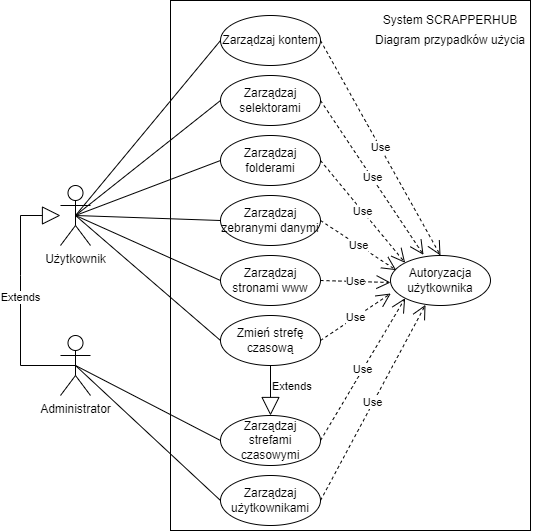 System SCRAPPERHUB
Diagram przypadków użycia
Zarządzaj kontem
Zarządzaj
selektorami
Use
Use
Zarządzaj
folderami
Use
Zarządzaj
zebranymi danymi
Use
Użytkownik
Zarządzaj
stronami www
Use
Autoryzacja
użytkownika
Extends
Zmień strefę
czasową
Use
Extends
Use
Administrator
Use
Zarządzaj
strefami
czasowymi
Zarządzaj
użytkownikami